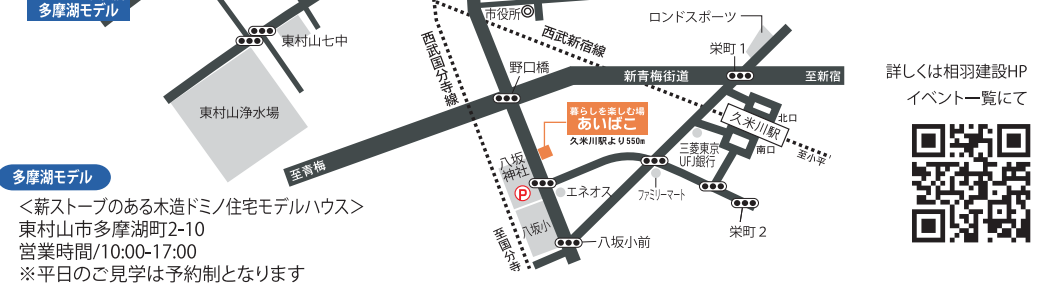 多摩湖モデル
市役所
ロンドスポーツ
東村山七中
西武国分寺線
西武新宿線
栄町1
野口橋
新青梅街道
至新宿
詳しくは相羽建設HP
イベント一覧にて
東村山浄水場
暮らしを楽しむ場
あいばこ
久米川駅より550m
久米川駅
北口
南口
三菱東京
UFJ銀行
至小平
至青梅
八坂
神社
P
エネオス
ファミリーマート
八坂小
栄町2
八坂小前
至国分寺
多摩湖モデル
<薪ストーブのある木造ドミノ住宅モデルハウス>
東村山市多摩湖町2-10
営業時間/10:00-17:00
※平日のご見学は予約制となります